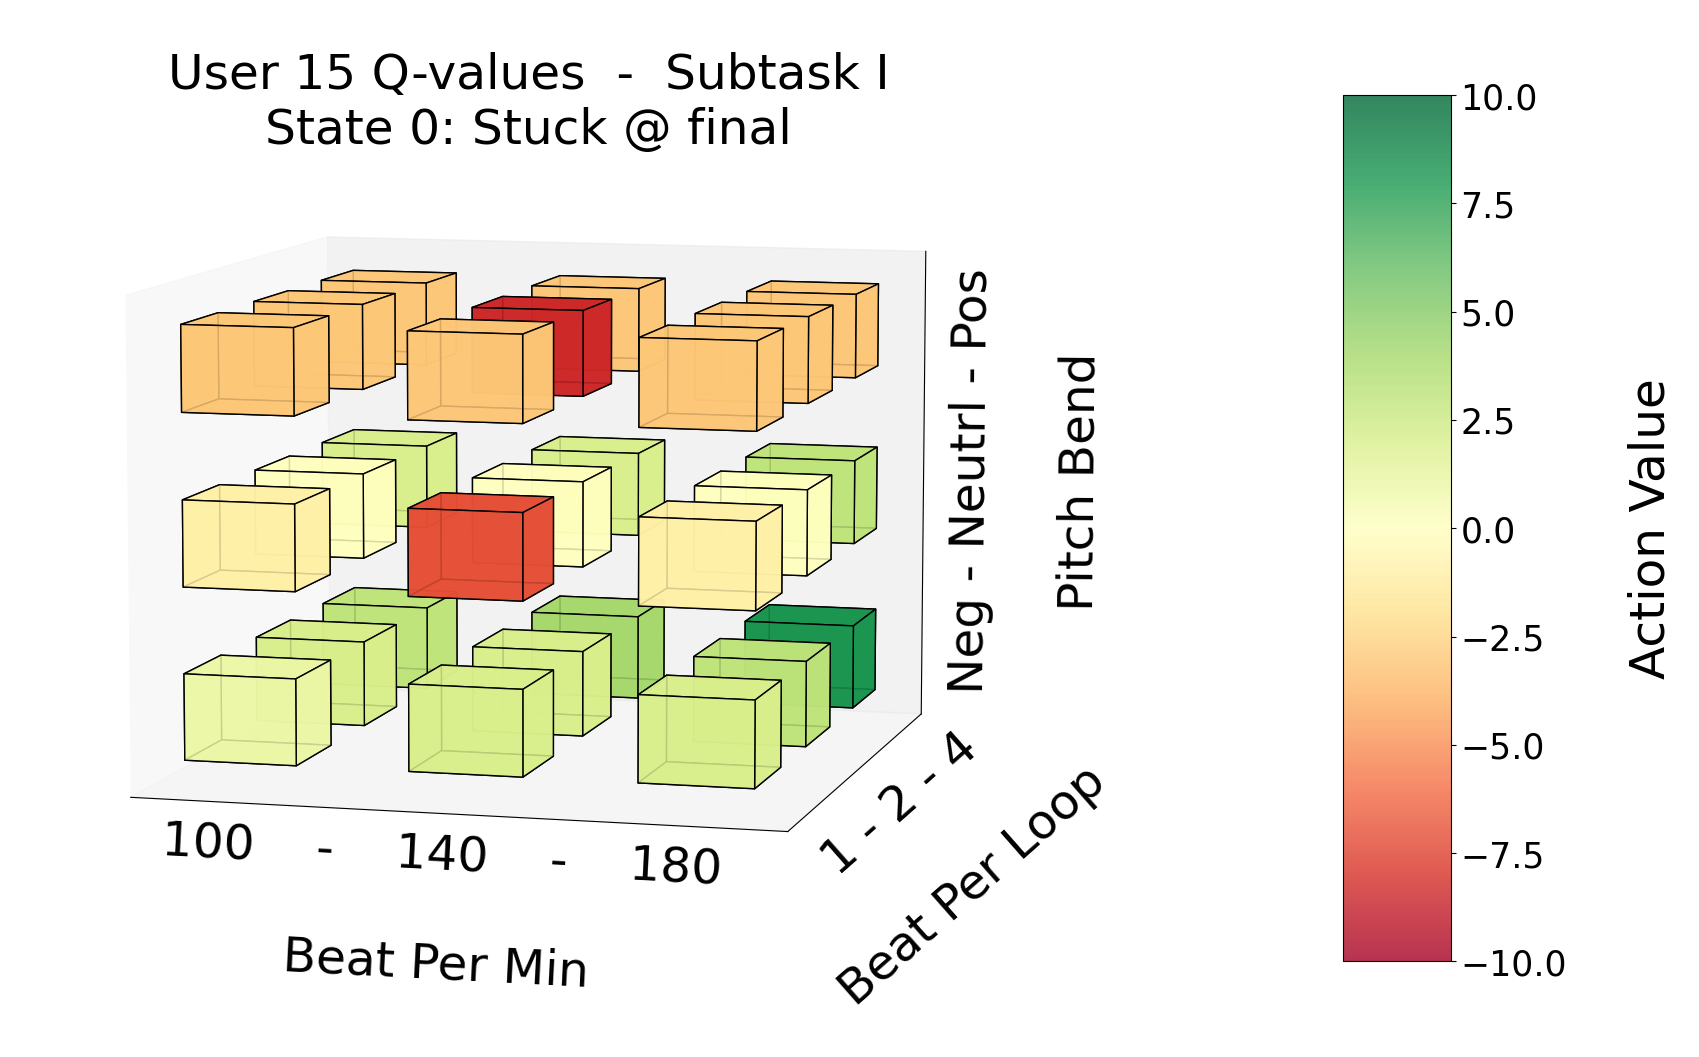 User 15 Q-values  -  Subtask I
State 0: Stuck @ final
Neg - Neutrl - Pos
Pitch Bend
1 - 2 - 4
Beat Per Loop
100 - 140 - 180
Beat Per Min
10.0
7.5
5.0
2.5
0.0
−2.5
−5.0
−7.5
−10.0
Action Value